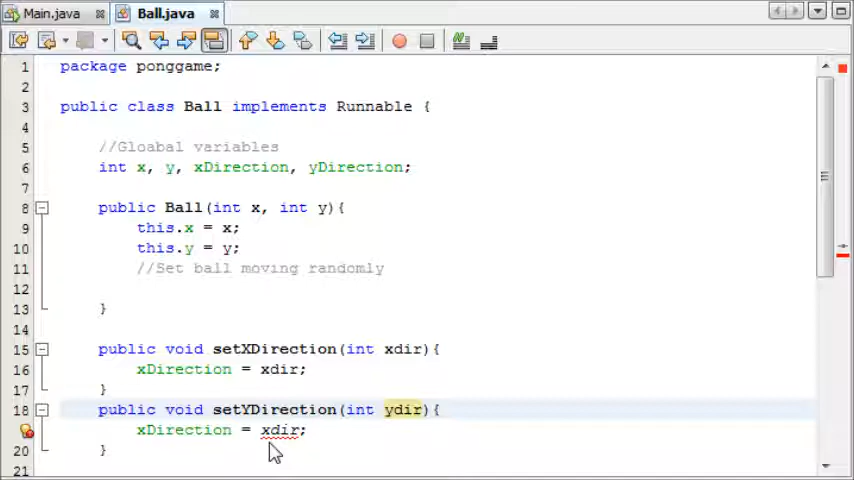 Main.java Ball.java
1 package ponggame;
2
3 public class Ball implements Runnable {
4
5 //Gloabal variables
6 int x, y, xDirection, yDirection;
7
8 public Ball(int x, int y){
9 this.x = x;
10 this.y = y;
11 //Set ball moving randomly
12
13 }
14
15 public void setXDirection(int xdir){
16 xDirection = xdir;
17 }
18 public void setYDirection(int ydir){
xDirection = xdir;
20 }
21